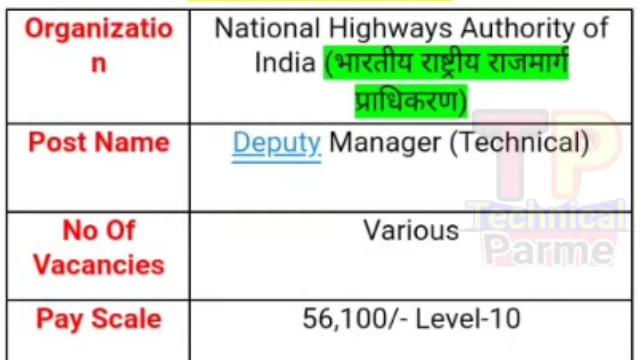 Organizatio
n
National Highways Authority of
India (भारतीय राष्ट्रीय राजमार्ग
प्राधिकरण)
Post Name
Deputy Manager (Technical)
No Of
Vacancies
Various
Pay Scale
56,100/- Level-10
TP
Technical
Parme